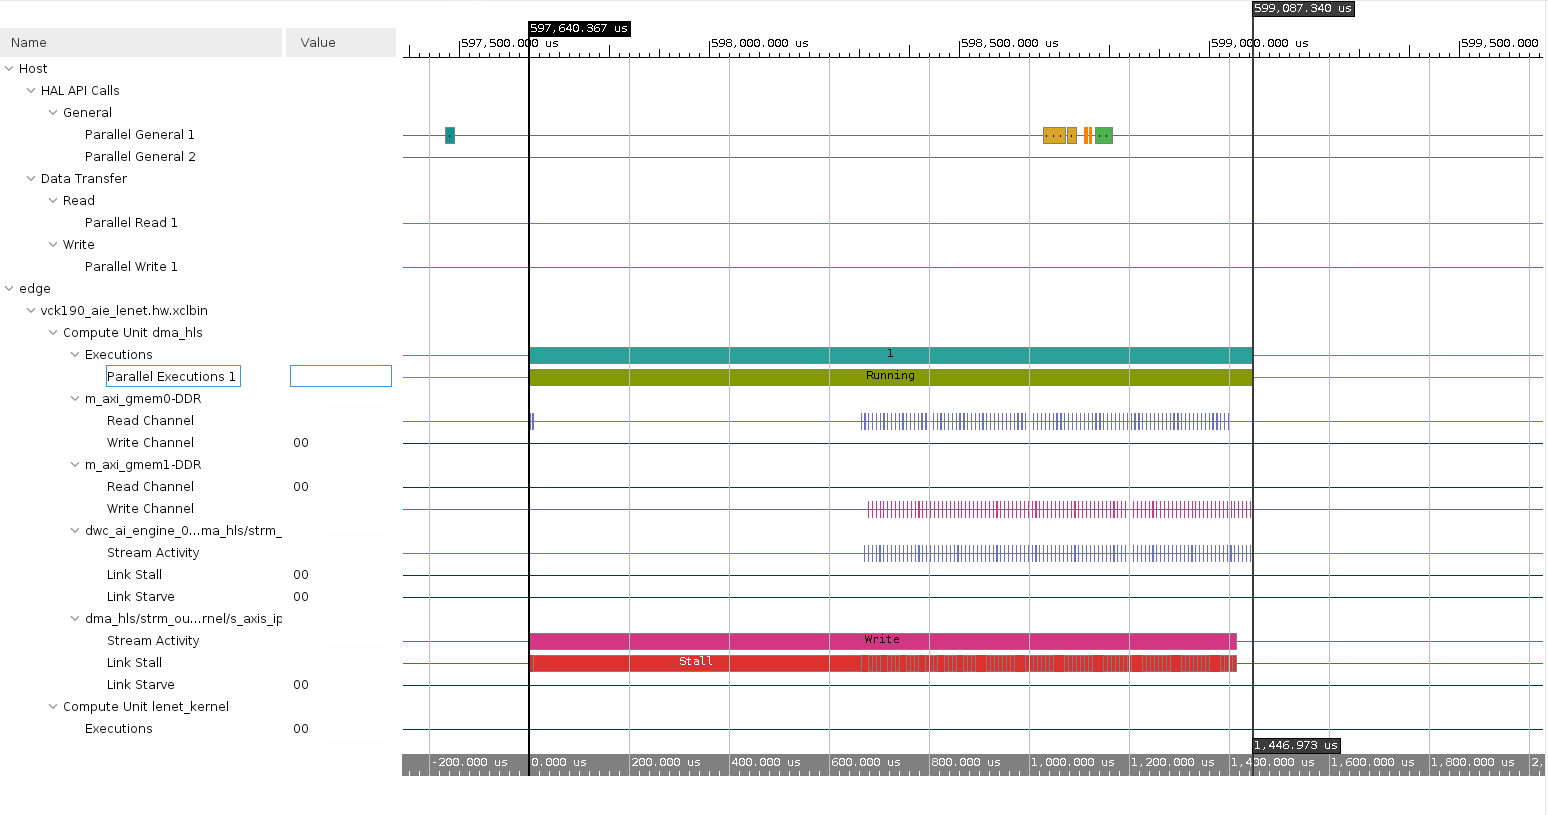 599,087.340 us
597,640.367 us
Name Value
597,500.000 us 598,000.000 us 598,500.000 us 599,000.000 us 599,500.000
Host
HAL API Calls
General
Parallel General 1
Parallel General 2
Data Transfer
Read
Parallel Read 1
Write
Parallel Write 1
edge
vck190_aie_lenet.hw.xclbin
Compute Unit dma_hls
Executions 1
Parallel Executions 1 Running
m_axi_gmem0-DDR
Read Channel
Write Channel 00
m_axi_gmem1-DDR
Read Channel 00
Write Channel
dwc_ai_engine_0...ma_hls/strm_
Stream Activity
Link Stall 00
Link Starve 00
dma_hls/strm_ou...rnel/s_axis_ip
Stream Activity Write
Link Stall Stall
Link Starve 00
Compute Unit lenet_kernel
Executions 00
1,446.973 us
-200.000 us 0.000 us 200.000 us 400.000 us 600.000 us 800.000 us 1,000.000 us 1,200.000 us 1,400.000 us 1,600.000 us 1,800.000 us 2,